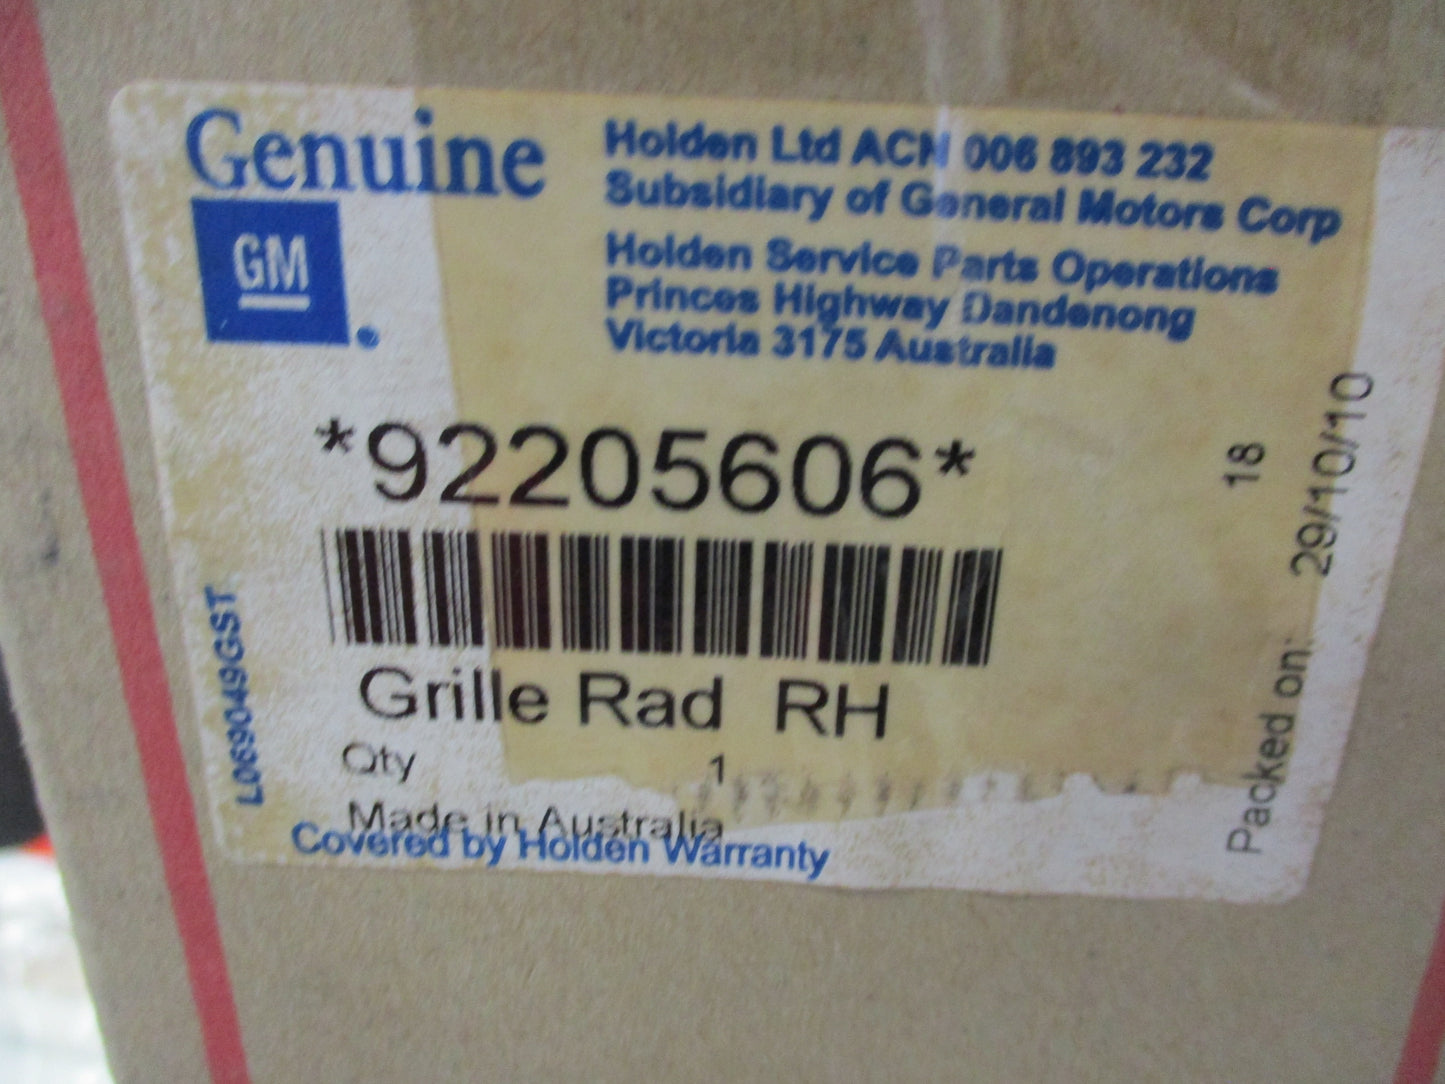 Genuine
GM
Holden Ltd ACN 006 893 232
Subsidiary of General Motors Corp
Holden Service Parts Operations
Princes Highway Dandenong
Victoria 3175 Australia
*92205606*
Grille Rad RH
Qty 1
Made in Australia
Covered by Holden Warranty
L069049GST
18
Packed on: 29/10/10